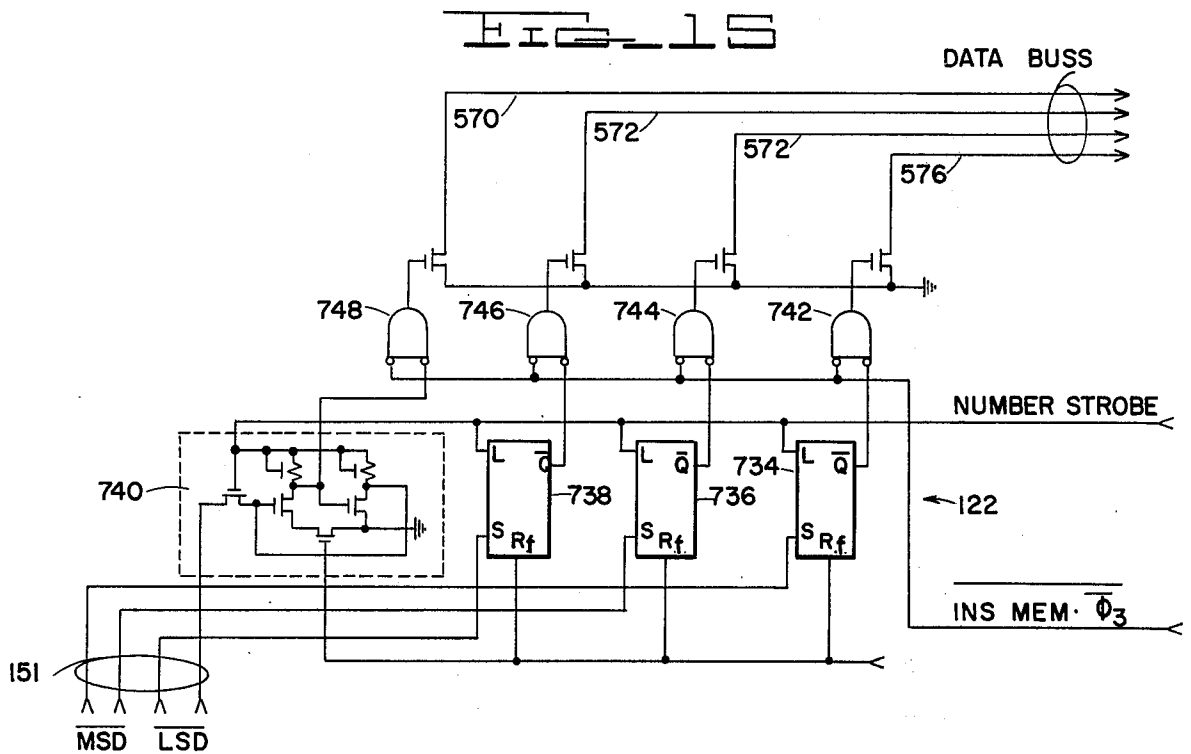 FIG_15
DATA BUSS
570
572
572
576
748
746
744
742
NUMBER STROBE
740
L Q̅
738
S Rf
L Q̅
736
S Rf
734
L Q̅
S Rf
122
INS MEM· Φ̅3
151
MSD LSD